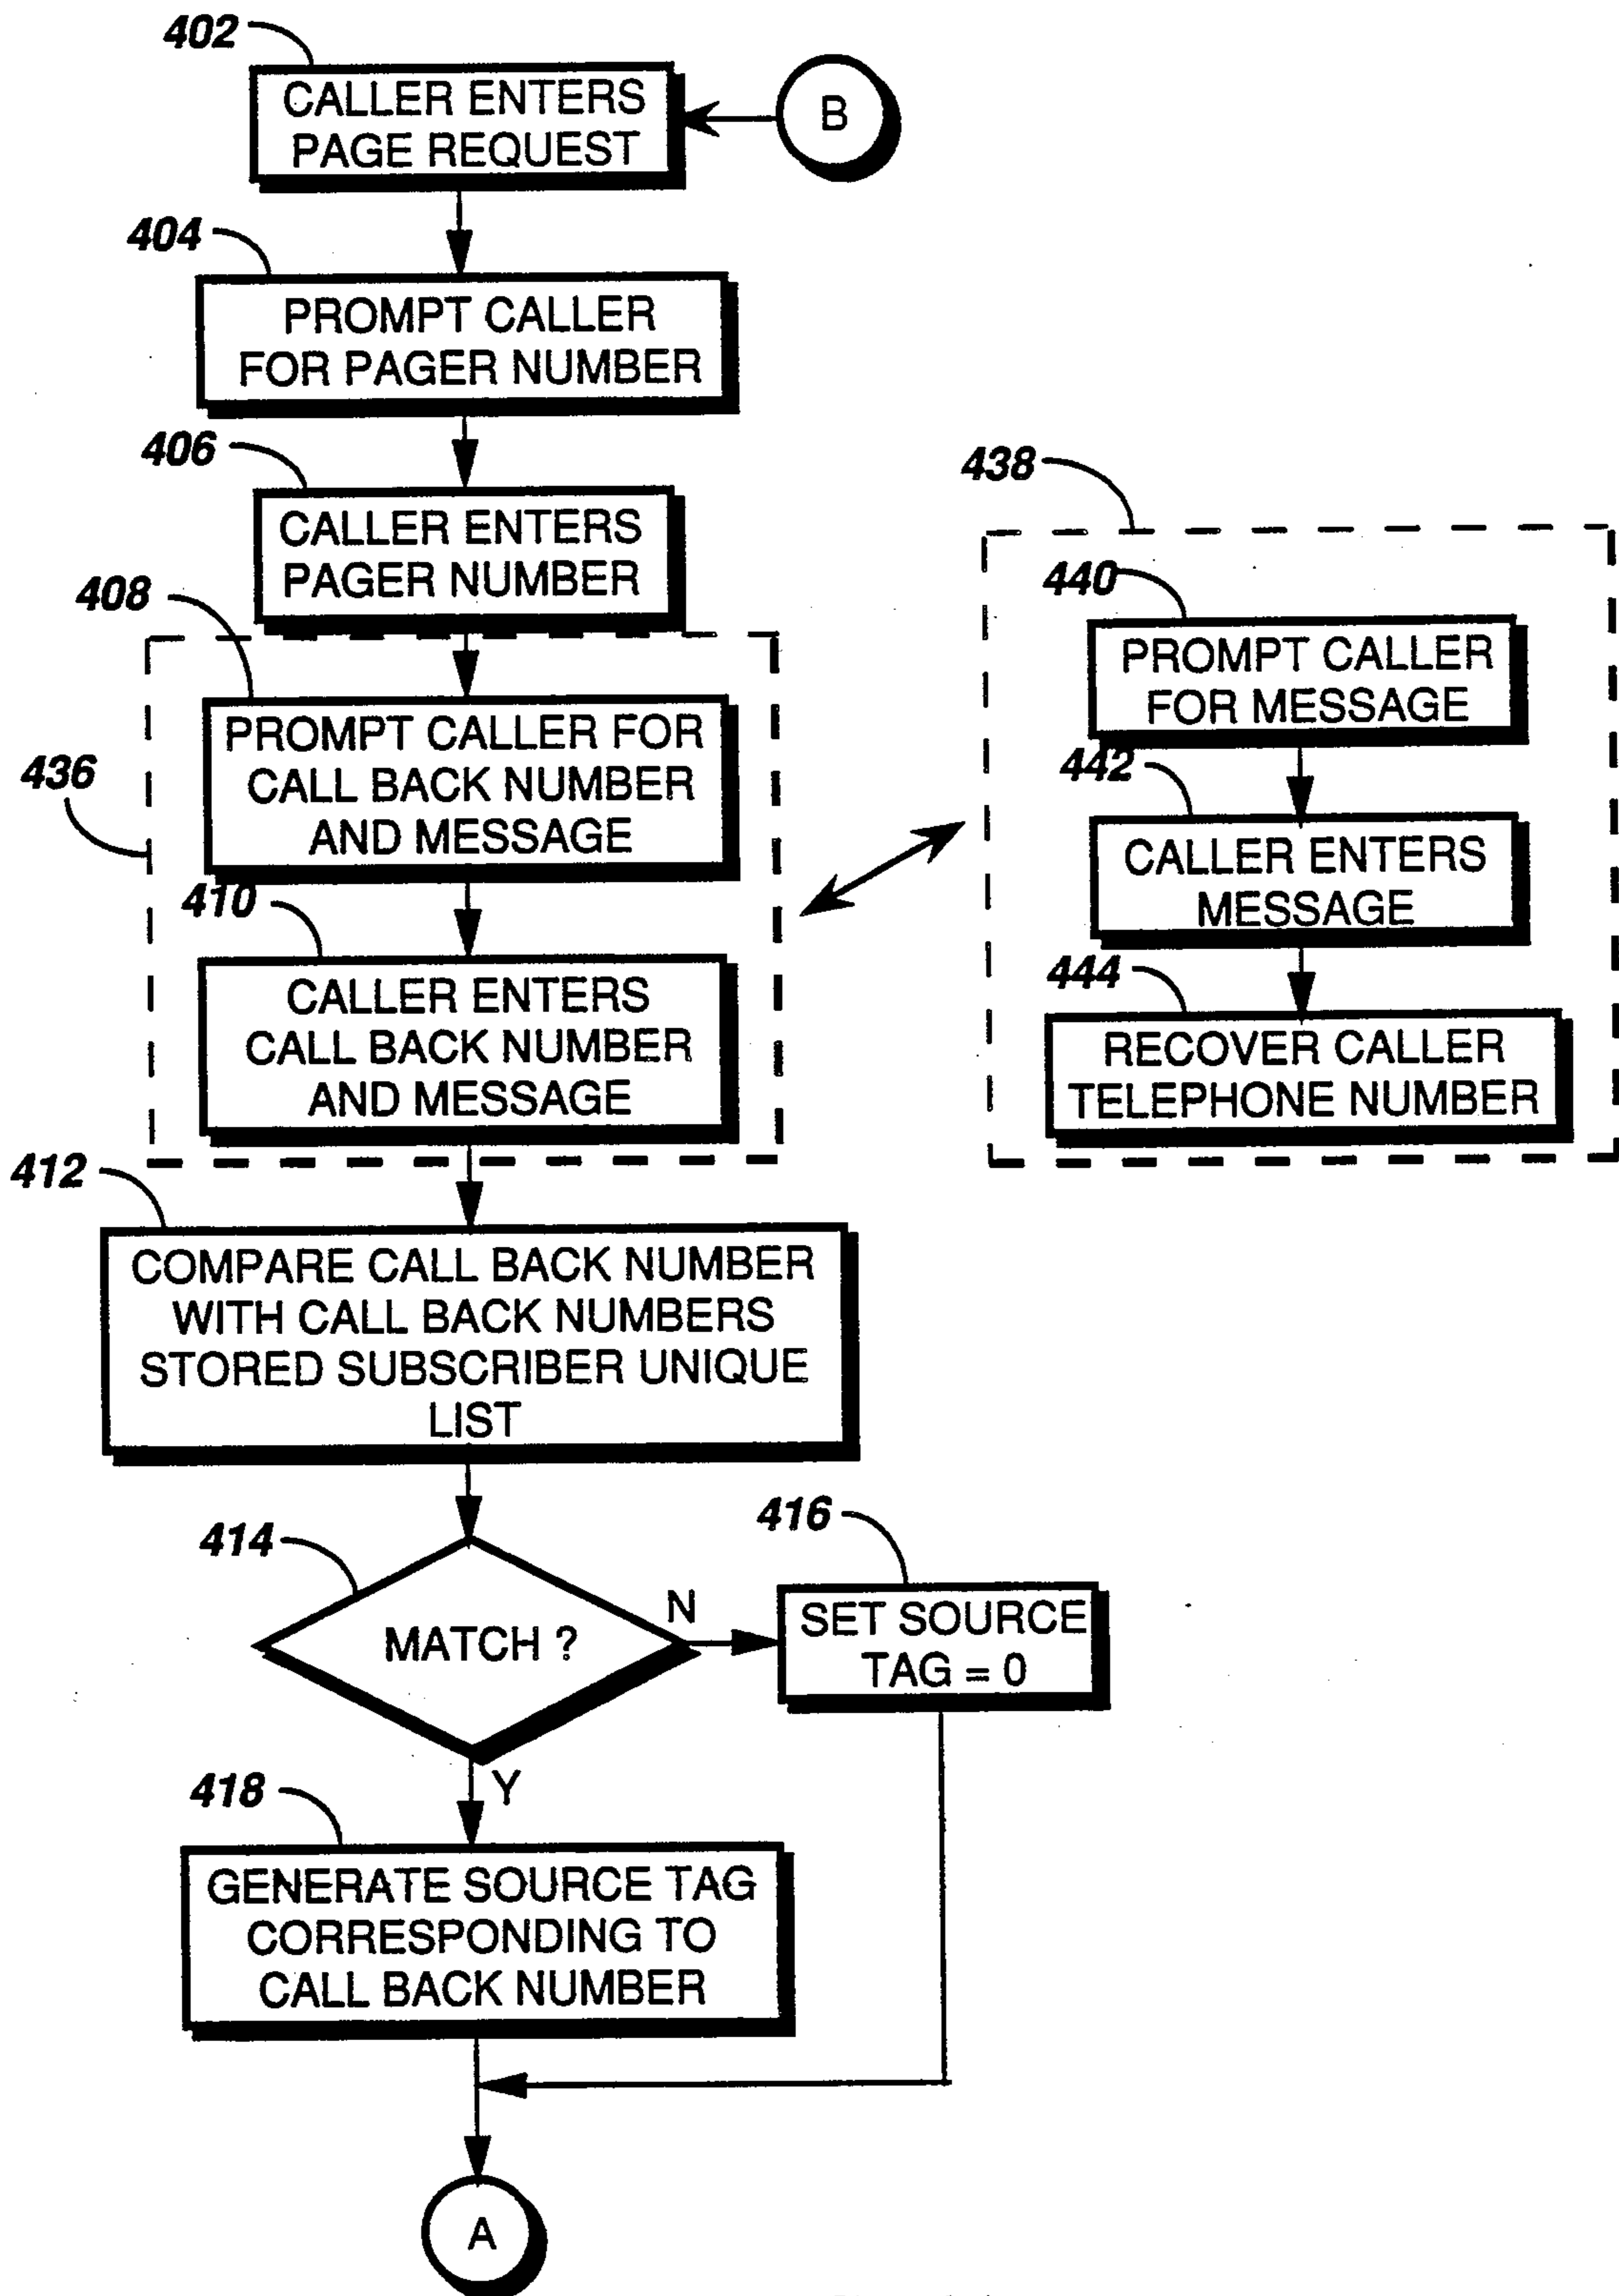 402
CALLER ENTERS
PAGE REQUEST
B
404
PROMPT CALLER
FOR PAGER NUMBER
406
CALLER ENTERS
PAGER NUMBER
408
PROMPT CALLER FOR
CALL BACK NUMBER
AND MESSAGE
436
410
CALLER ENTERS
CALL BACK NUMBER
AND MESSAGE
438
440
PROMPT CALLER
FOR MESSAGE
442
CALLER ENTERS
MESSAGE
444
RECOVER CALLER
TELEPHONE NUMBER
412
COMPARE CALL BACK NUMBER
WITH CALL BACK NUMBERS
STORED SUBSCRIBER UNIQUE
LIST
414
MATCH ?
N
416
SET SOURCE
TAG = 0
Y
418
GENERATE SOURCE TAG
CORRESPONDING TO
CALL BACK NUMBER
A